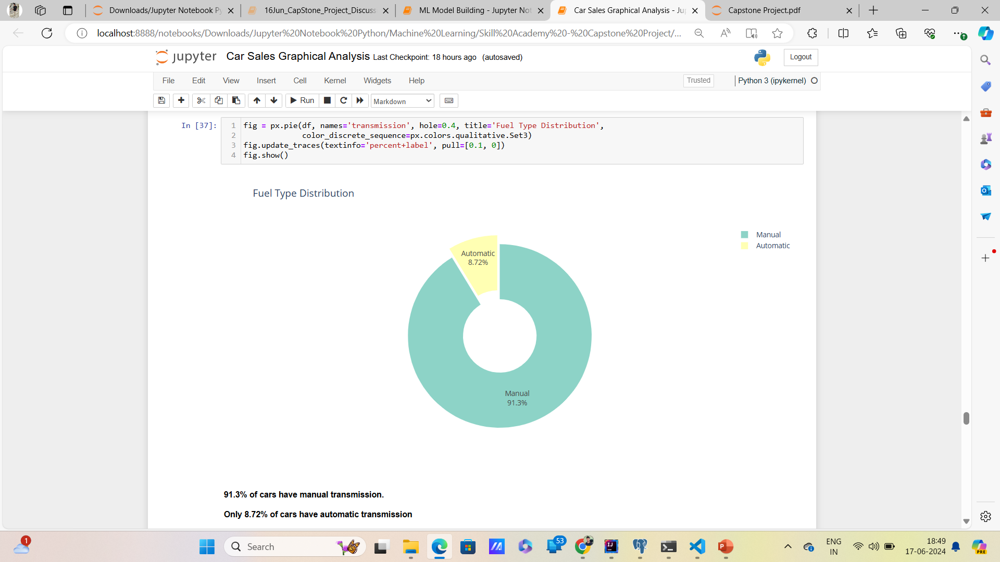 Downloads/Jupyter Notebook Py
16Jun_CapStone_Project_Discuss
ML Model Building - Jupyter Not
Car Sales Graphical Analysis - Jup
Capstone Project.pdf
localhost:8888/notebooks/Downloads/Jupyter%20Notebook%20Python/Machine%20Learning/Skill%20Academy%20-%20Capstone%20Project/...
jupyter Car Sales Graphical Analysis Last Checkpoint: 18 hours ago (autosaved)
Logout
File Edit View Insert Cell Kernel Widgets Help
Trusted
Python 3 (ipykernel)
Run
Markdown
In [37]:
1 fig = px.pie(df, names='transmission', hole=0.4, title='Fuel Type Distribution',
2 color_discrete_sequence=px.colors.qualitative.Set3)
3 fig.update_traces(textinfo='percent+label', pull=[0.1, 0])
4 fig.show()
Fuel Type Distribution
Manual
Automatic
Automatic
8.72%
Manual
91.3%
91.3% of cars have manual transmission.
Only 8.72% of cars have automatic transmission
1
Search
53
ENG
IN
18:49
17-06-2024
PRE